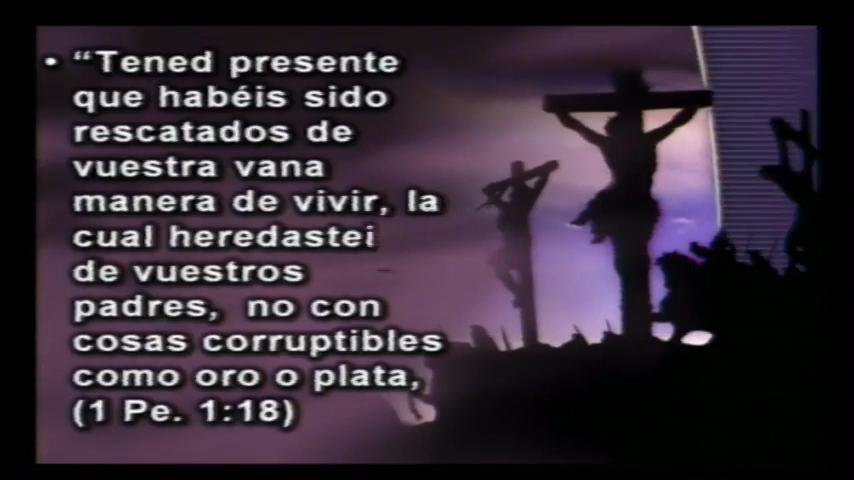 • “Tened presente
que habéis sido
rescatados de
vuestra vana
manera de vivir, la
cual heredastei
de vuestros
padres, no con
cosas corruptibles
como oro o plata,
(1 Pe. 1:18)